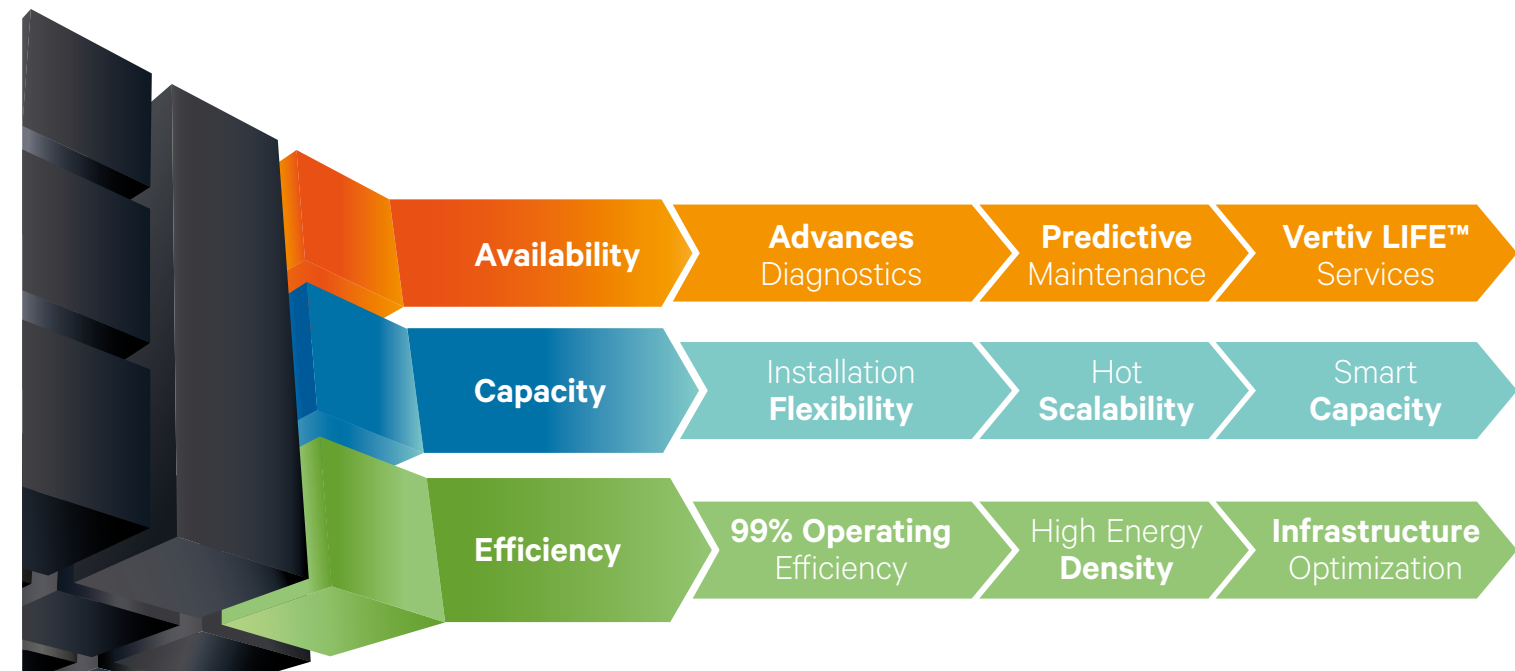 Availability
Advances
Diagnostics
Predictive
Maintenance
Vertiv LIFE™
Services
Capacity
Installation
Flexibility
Hot
Scalability
Smart
Capacity
Efficiency
99% Operating
Efficiency
High Energy
Density
Infrastructure
Optimization